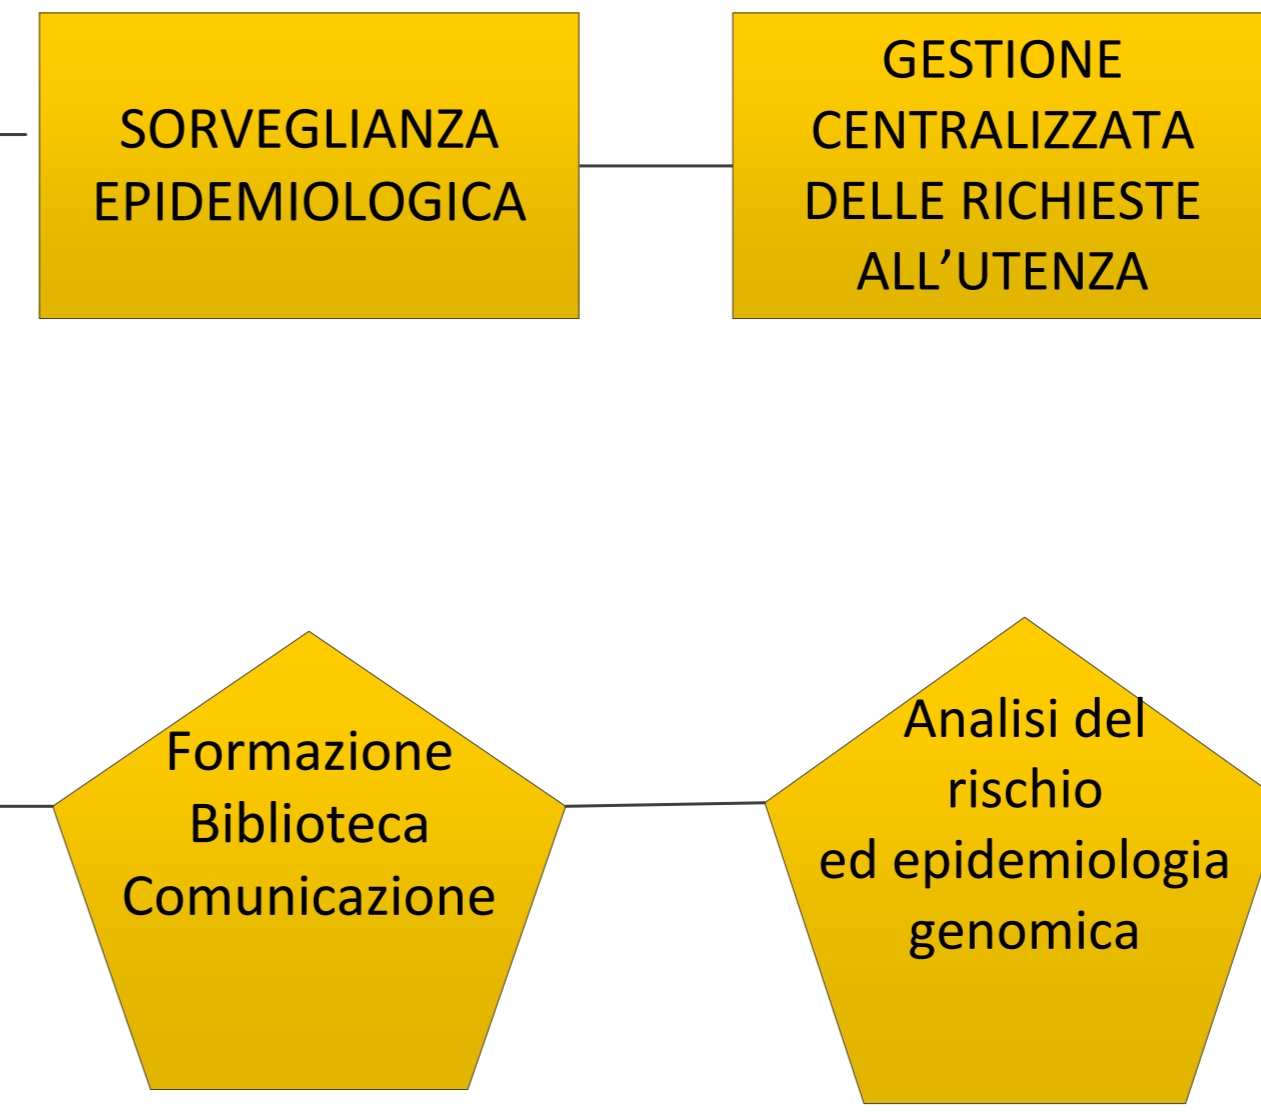 SORVEGLIANZA
EPIDEMIOLOGICA
GESTIONE
CENTRALIZZATA
DELLE RICHIESTE
ALL’UTENZA
Formazione
Biblioteca
Comunicazione
Analisi del
rischio
ed epidemiologia
genomica